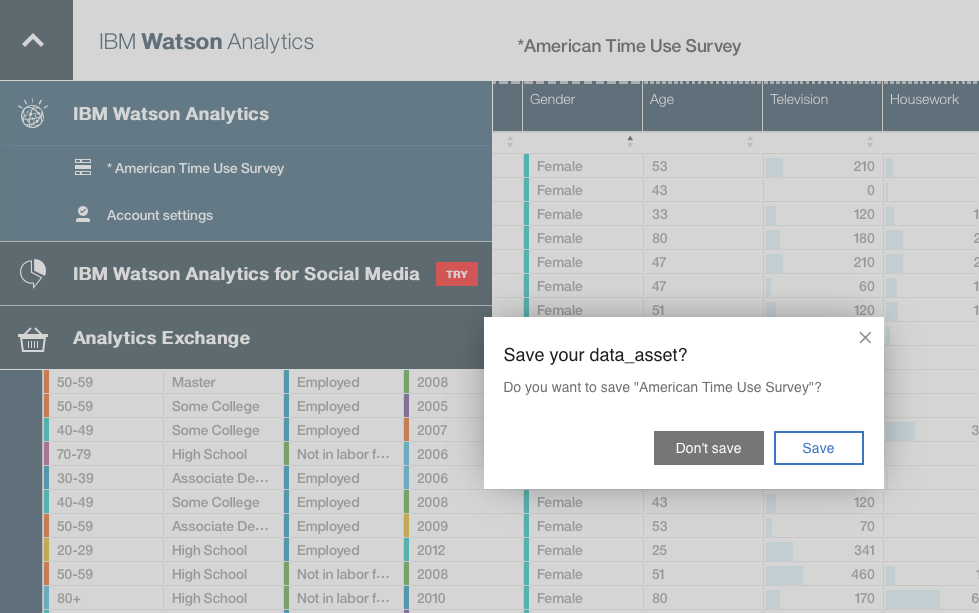 IBM Watson Analytics
*American Time Use Survey
IBM Watson Analytics
* American Time Use Survey
Account settings
IBM Watson Analytics for Social Media TRY
Analytics Exchange
Gender Age Television Housework
Female 53 210
Female 43 0
Female 33 120
Female 80 180
Female 47 210
Female 47 60
Female 51 120
Save your data_asset?
Do you want to save "American Time Use Survey"?
Don't save Save
50-59 Master Employed 2008
50-59 Some College Employed 2005
40-49 Some College Employed 2007
70-79 High School Not in labor f... 2006
30-39 Associate De... Employed 2006
40-49 Some College Employed 2008 Female 43 120
50-59 Associate De... Employed 2009 Female 53 70
20-29 High School Employed 2012 Female 25 341
50-59 High School Not in labor f... 2008 Female 51 460
80+ High School Not in labor f... 2010 Female 80 170